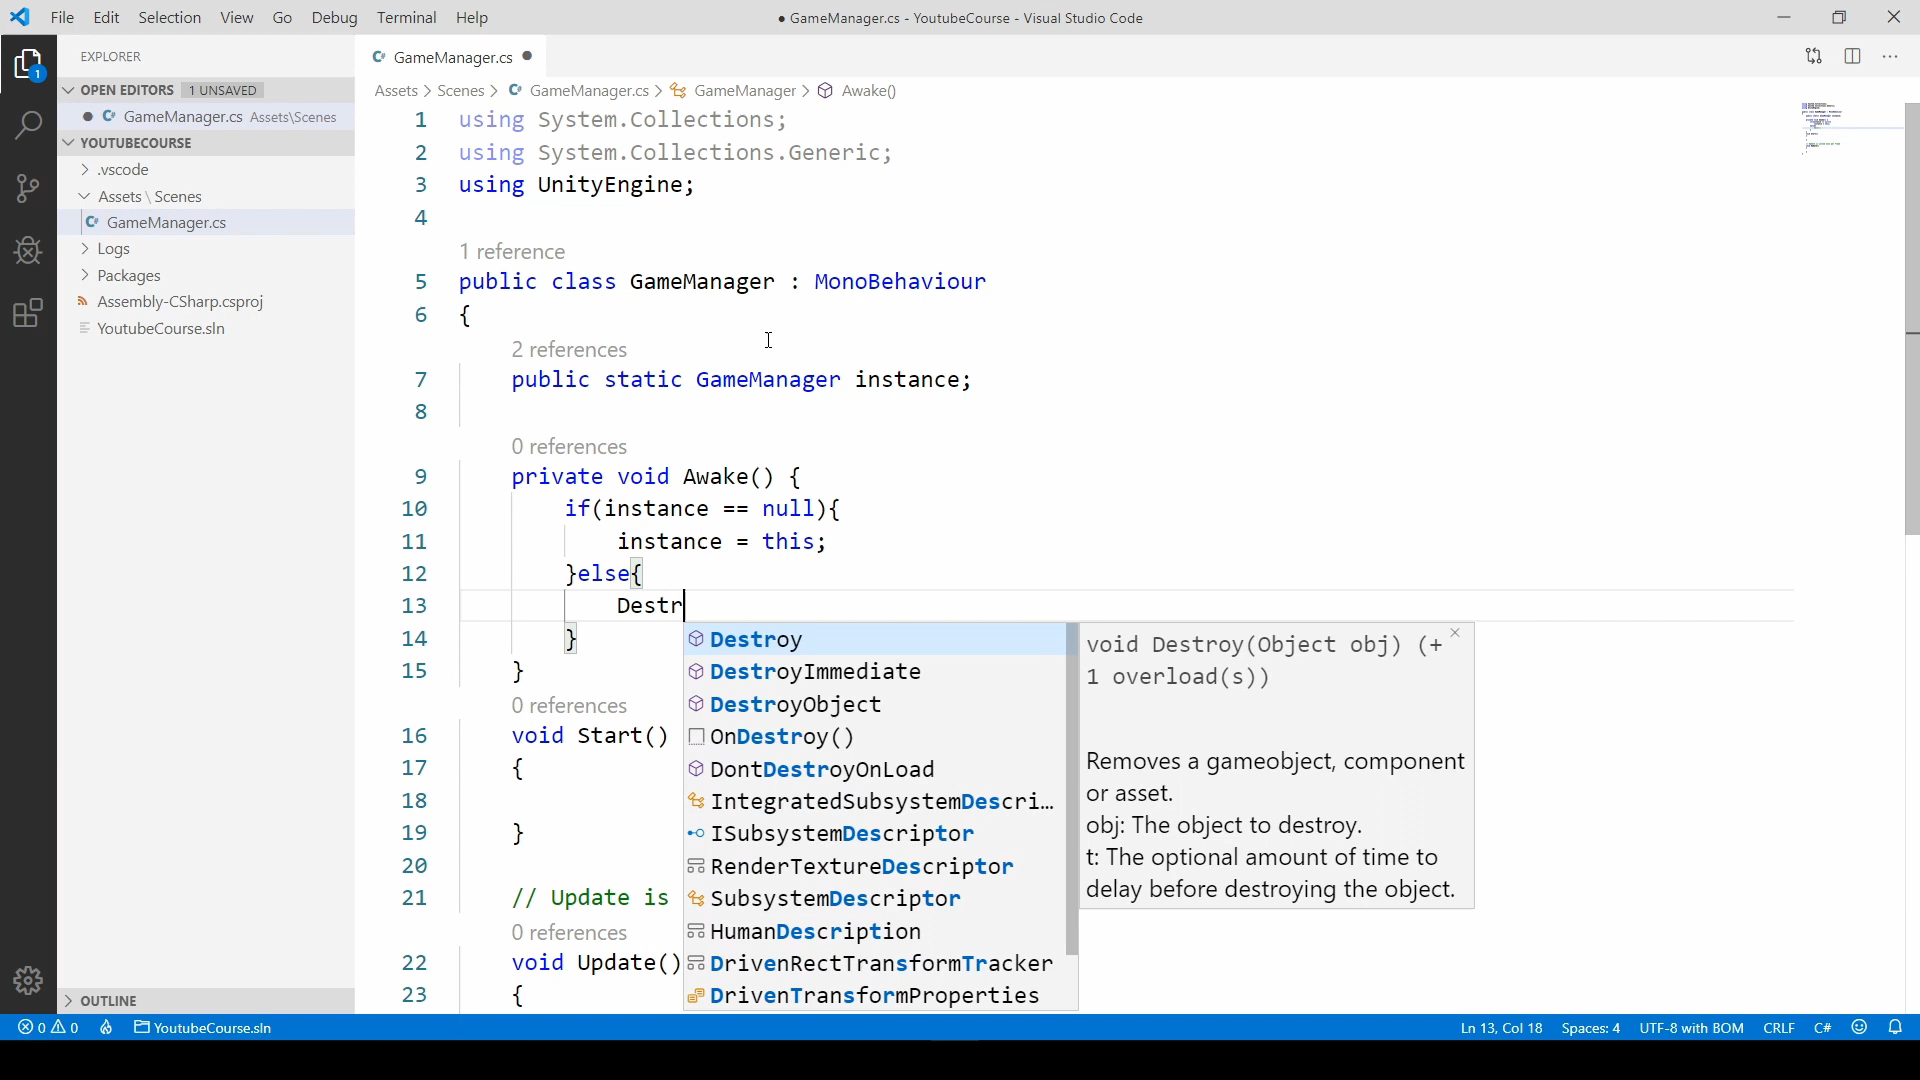 File Edit Selection View Go Debug Terminal Help
● GameManager.cs - YoutubeCourse - Visual Studio Code
1
EXPLORER
OPEN EDITORS 1 UNSAVED
GameManager.cs Assets\Scenes
YOUTUBECOURSE
.vscode
Assets \ Scenes
GameManager.cs
Logs
Packages
Assembly-CSharp.csproj
YoutubeCourse.sln
OUTLINE
GameManager.cs
Assets > Scenes > GameManager.cs > GameManager > Awake()
1 using System.Collections;
2 using System.Collections.Generic;
3 using UnityEngine;
4
1 reference
5 public class GameManager : MonoBehaviour
6 {
2 references
7 public static GameManager instance;
8
0 references
9 private void Awake() {
10 if(instance == null){
11 instance = this;
12 }else{
13 Destr
14 }
15 }
0 references
16 void Start()
17 {
18
19 }
20
21 // Update is
0 references
22 void Update()
23 {
Destroy
DestroyImmediate
DestroyObject
OnDestroy()
DontDestroyOnLoad
IntegratedSubsystemDescri...
ISubsystemDescriptor
RenderTextureDescriptor
SubsystemDescriptor
HumanDescription
DrivenRectTransformTracker
DrivenTransformProperties
void Destroy(Object obj) (+
1 overload(s))
Removes a gameobject, component
or asset.
obj: The object to destroy.
t: The optional amount of time to
delay before destroying the object.
0 0 YoutubeCourse.sln
Ln 13, Col 18 Spaces: 4 UTF-8 with BOM CRLF C#